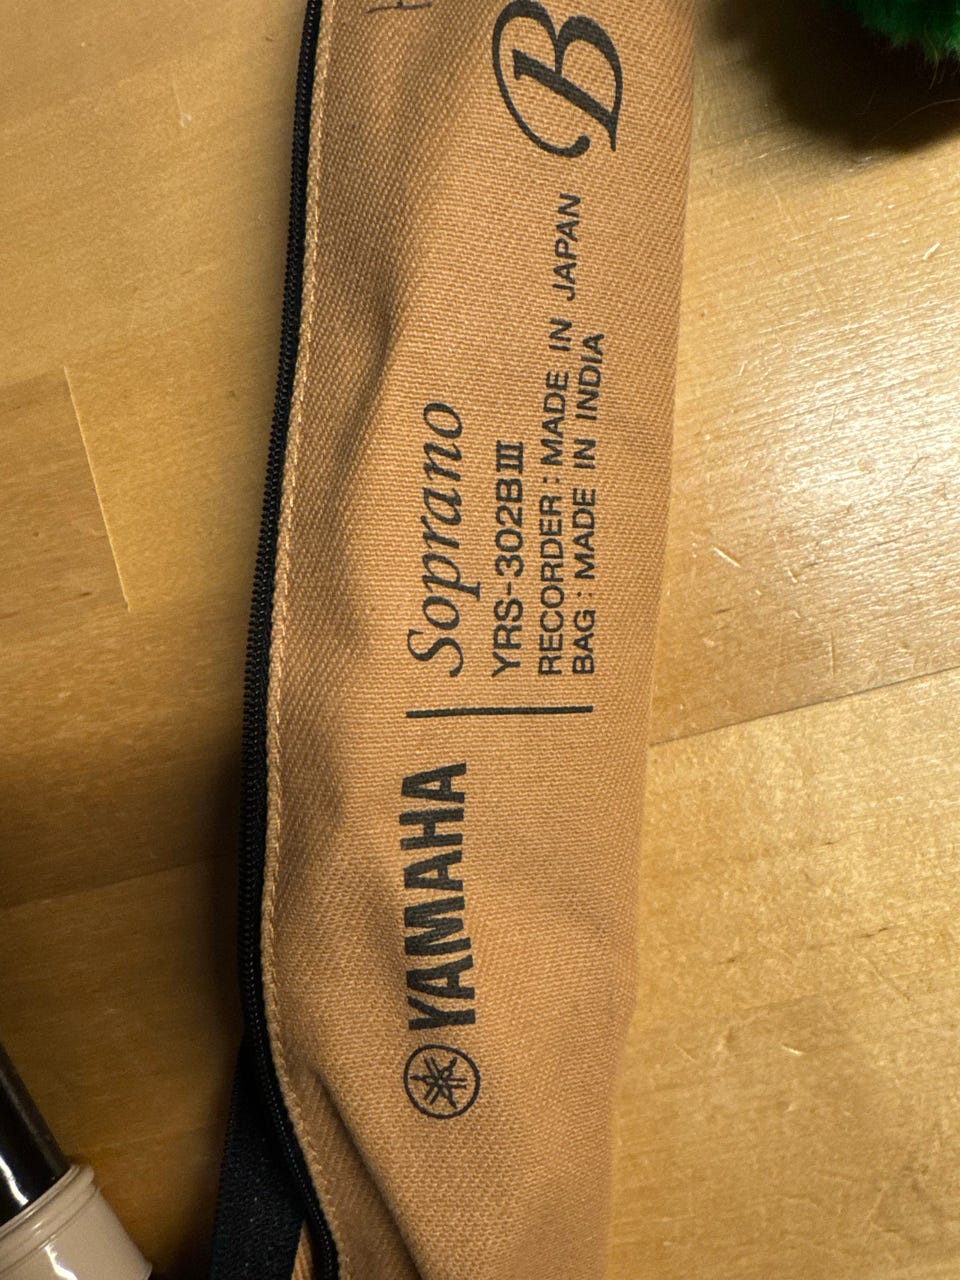 YAMAHA
Soprano
YRS-302BⅢ
RECORDER : MADE IN JAPAN
BAG : MADE IN INDIA
B